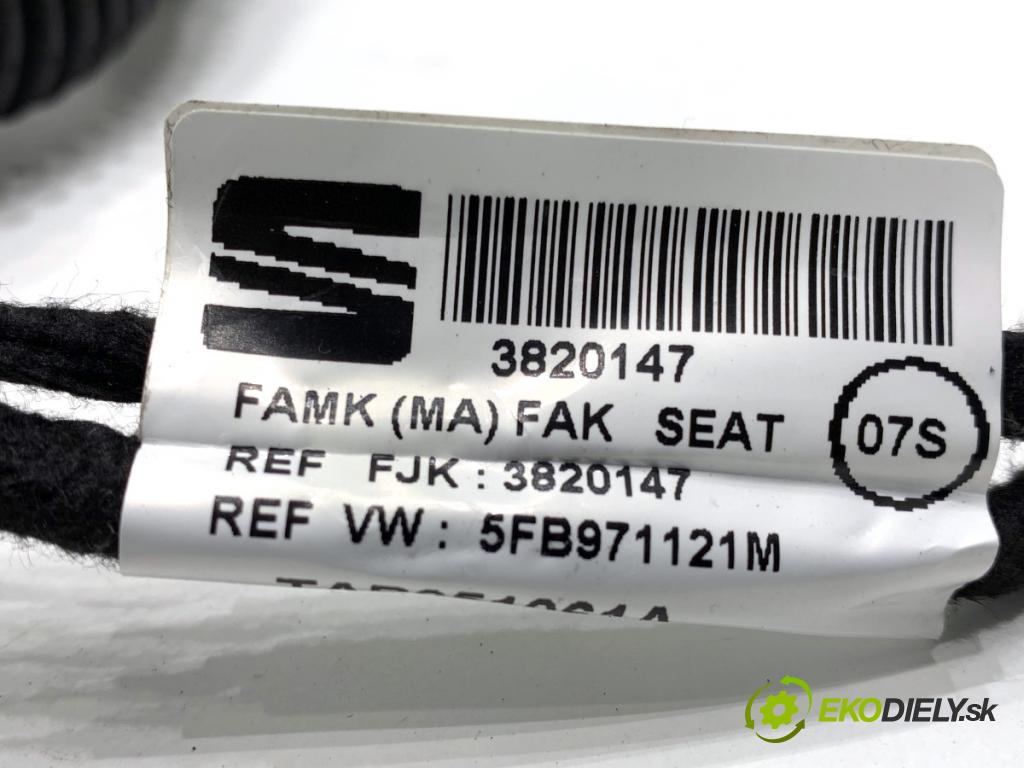 3820147
FAMK (MA) FAK SEAT
07S
REF FJK : 3820147
REF VW : 5FB971121M
EKODIELY.sk